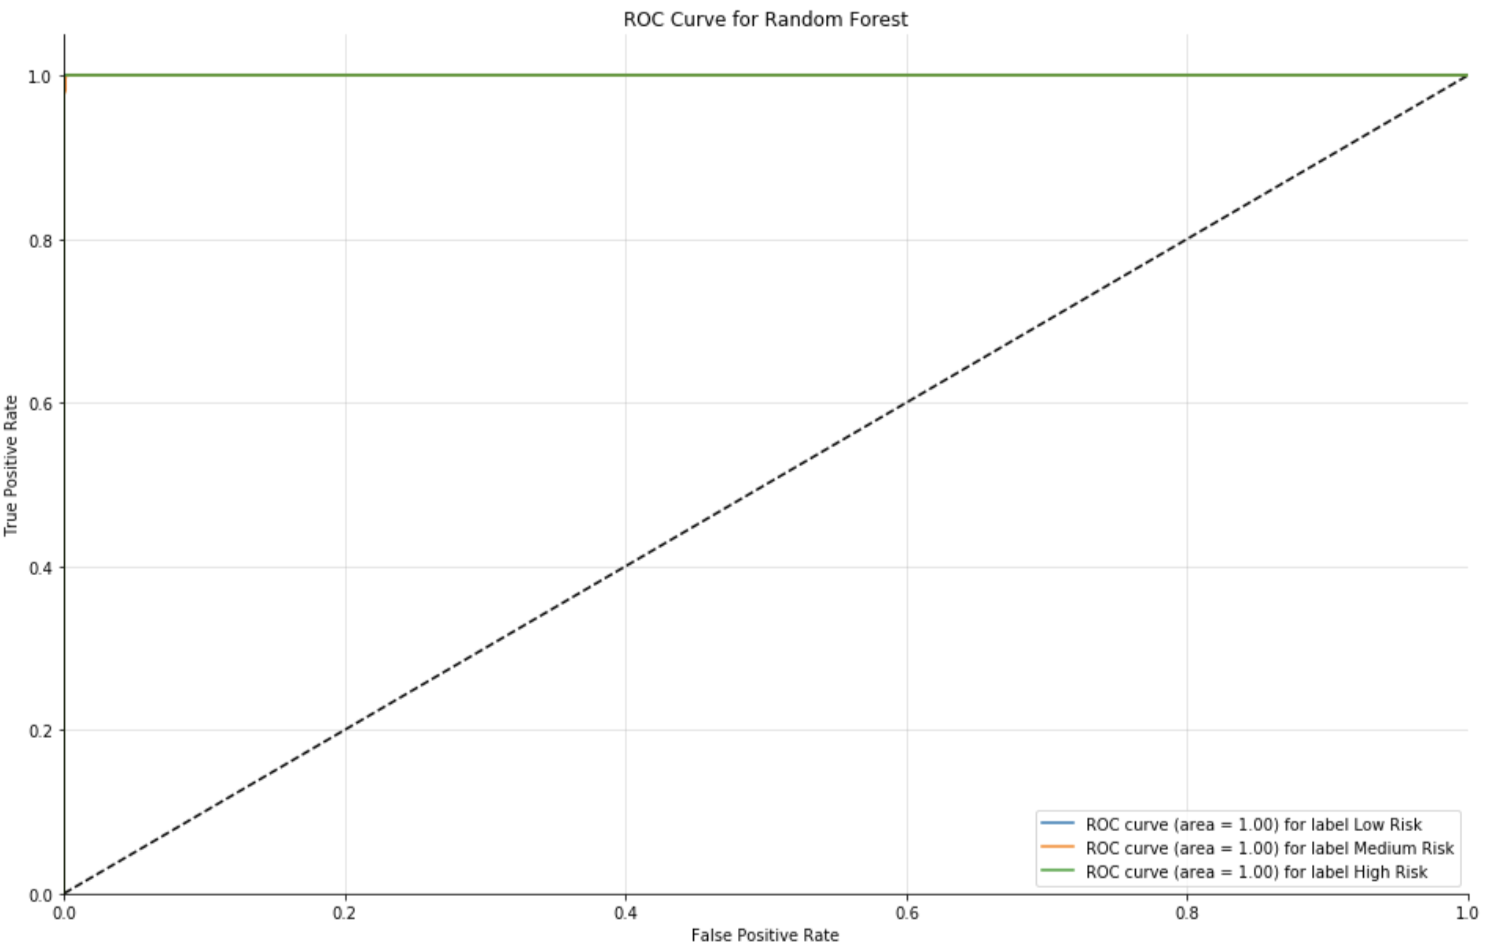 ROC Curve for Random Forest
1.0
0.8
0.6
0.4
0.2
0.0
True Positive Rate
ROC curve (area = 1.00) for label Low Risk
ROC curve (area = 1.00) for label Medium Risk
ROC curve (area = 1.00) for label High Risk
0.0 0.2 0.4 0.6 0.8 1.0
False Positive Rate